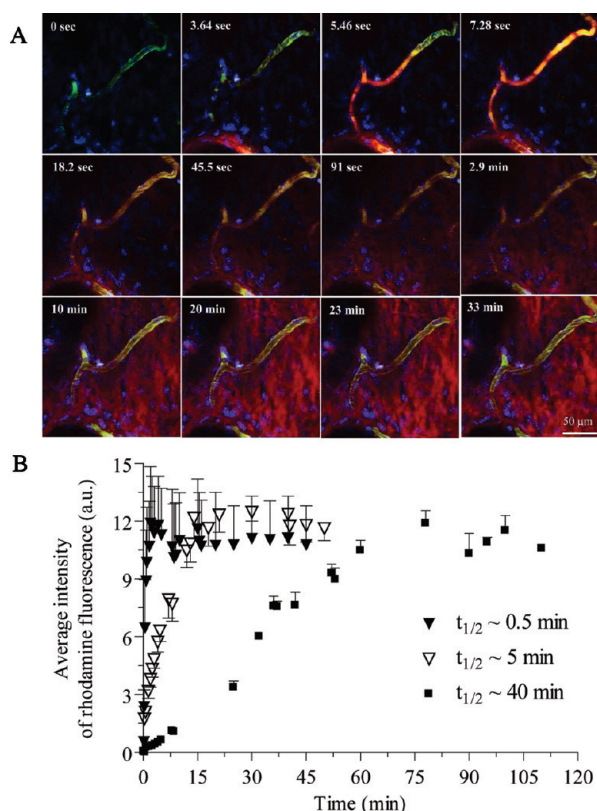 A
0 sec 3.64 sec 5.46 sec 7.28 sec
18.2 sec 45.5 sec 91 sec 2.9 min
10 min 20 min 23 min 33 min
50 µm
B
Average intensity
of rhodamine fluorescence (a.u.)
15
12
9
6
3
0
t1/2 ~ 0.5 min
t1/2 ~ 5 min
t1/2 ~ 40 min
0 15 30 45 60 75 90 105 120
Time (min)